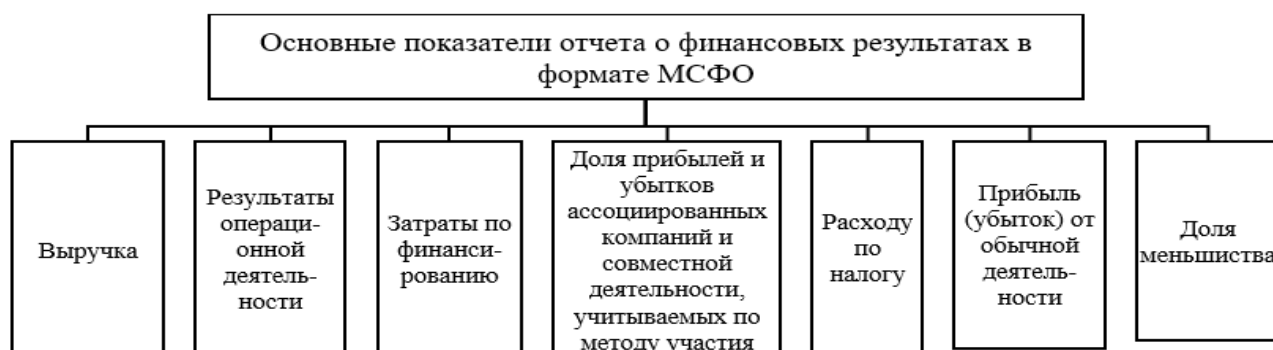 Основные показатели отчета о финансовых результатах в
формате МСФО
Выручка
Результаты
операци-
онной
деятель-
ности
Затраты по
финанси-
рованию
Доля прибылей и
убытков
ассоциированных
компаний и
совместной
деятельности,
учитываемых по
методу участия
Расходу
по
налогу
Прибыль
(убыток) от
обычной
деятель-
ности
Доля
меньшиства